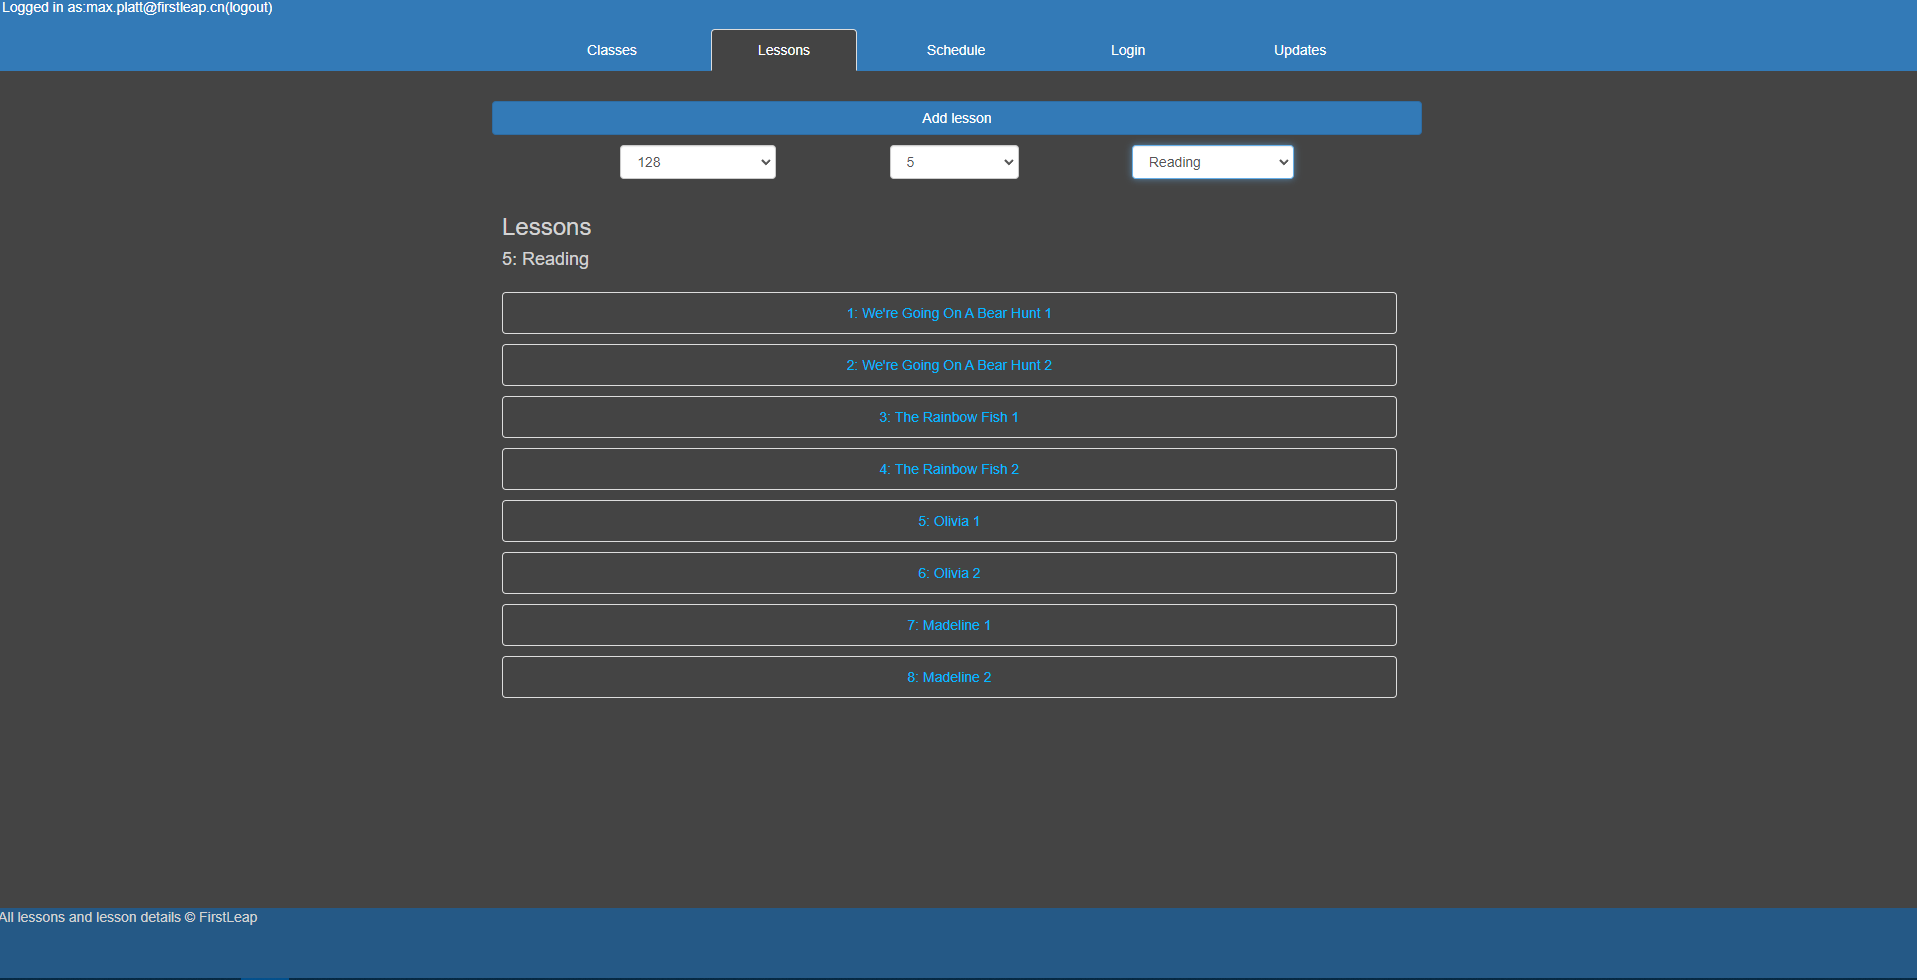 Logged in as:max.platt@firstleap.cn(logout)
Classes Lessons Schedule Login Updates
Add lesson
128 5 Reading
Lessons
5: Reading
1: We're Going On A Bear Hunt 1
2: We're Going On A Bear Hunt 2
3: The Rainbow Fish 1
4: The Rainbow Fish 2
5: Olivia 1
6: Olivia 2
7: Madeline 1
8: Madeline 2
All lessons and lesson details © FirstLeap